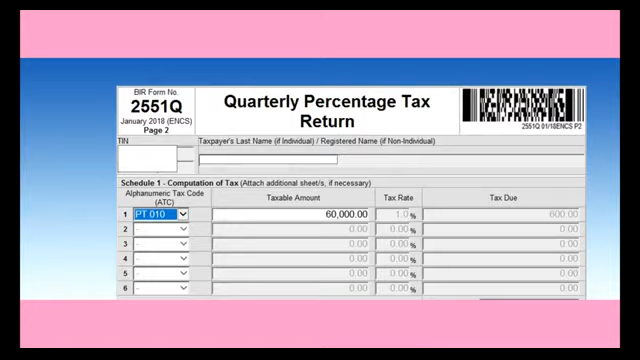 BIR Form No.
2551Q
January 2018 (ENCS)
Page 2
Quarterly Percentage Tax
Return
2551Q 01/18ENCS P2
TIN
Taxpayer's Last Name (if Individual) / Registered Name (if Non-Individual)
Schedule 1 - Computation of Tax (Attach additional sheet/s, if necessary)
Alphanumeric Tax Code
(ATC)
Taxable Amount
Tax Rate
Tax Due
1 PT 010 60,000.00 1.0 % 600.00
2 - 0.00 0.00 % 0.00
3 - 0.00 0.00 % 0.00
4 - 0.00 0.00 % 0.00
5 - 0.00 0.00 % 0.00
6 - 0.00 0.00 % 0.00